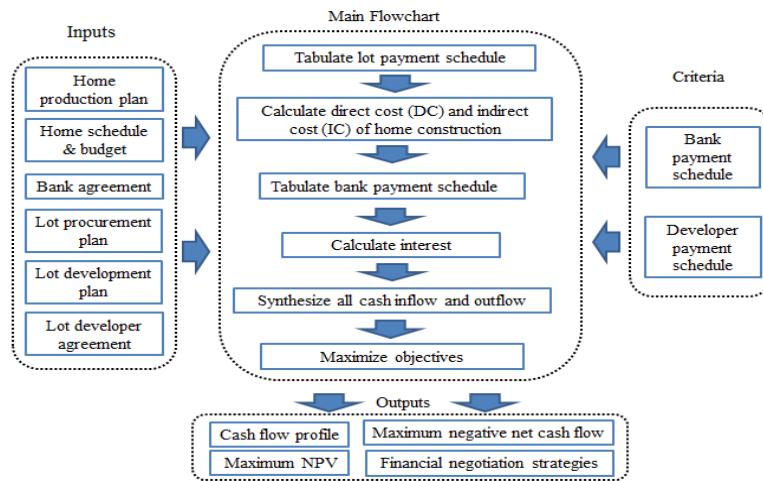 Main Flowchart
Inputs
Home
production plan
Home schedule
& budget
Bank agreement
Lot procurement
plan
Lot development
plan
Lot developer
agreement
Tabulate lot payment schedule
Calculate direct cost (DC) and indirect
cost (IC) of home construction
Tabulate bank payment schedule
Calculate interest
Synthesize all cash inflow and outflow
Maximize objectives
Criteria
Bank
payment
schedule
Developer
payment
schedule
Outputs
Cash flow profile
Maximum negative net cash flow
Maximum NPV
Financial negotiation strategies